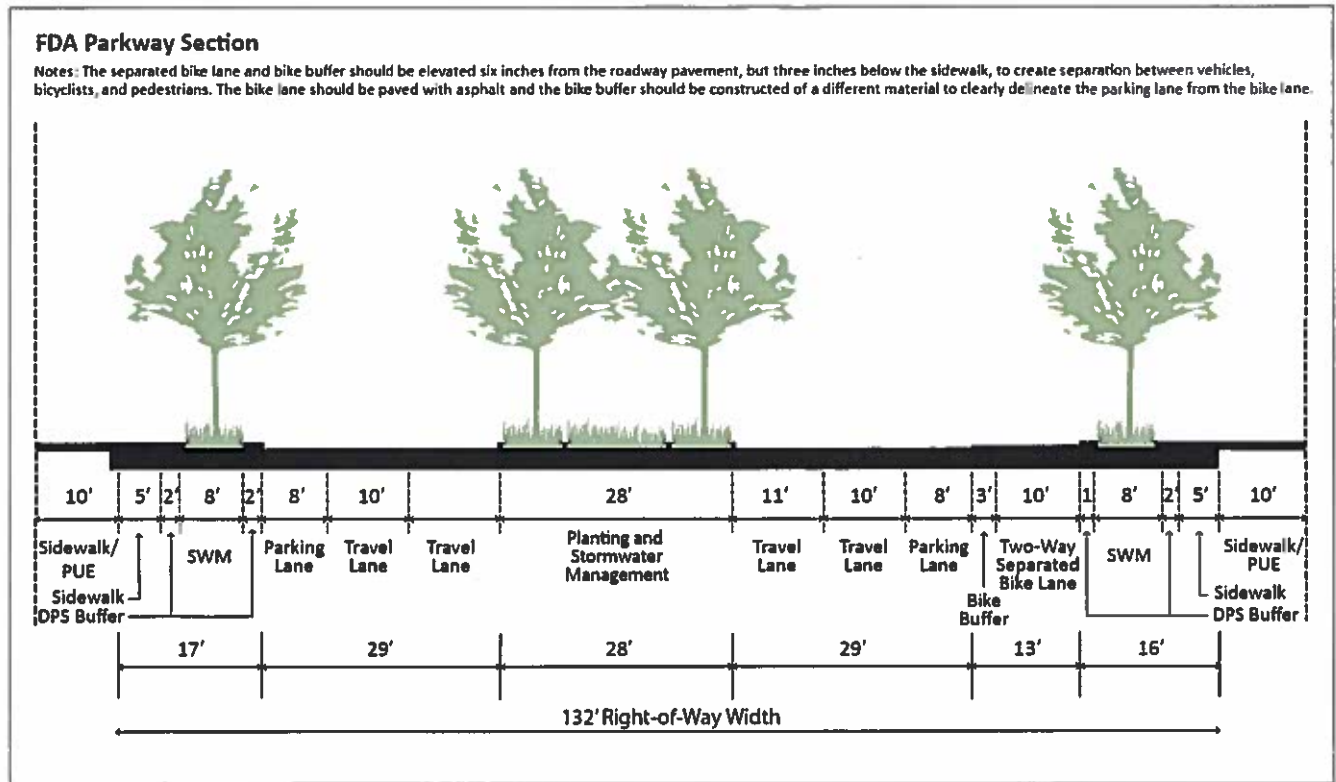 FDA Parkway Section
Notes: The separated bike lane and bike buffer should be elevated six inches from the roadway pavement, but three inches below the sidewalk, to create separation between vehicles,
bicyclists, and pedestrians. The bike lane should be paved with asphalt and the bike buffer should be constructed of a different material to clearly delineate the parking lane from the bike lane.
10' 5' 2' 8' 2' 8' 10' 28' 11' 10' 8' 3' 10' 1 8' 2' 5' 10'
Sidewalk/
PUE
Sidewalk
DPS Buffer
SWM
Parking
Lane
Travel
Lane
Travel
Lane
Planting and
Stormwater
Management
Travel
Lane
Travel
Lane
Parking
Lane
Bike
Buffer
Two-Way
Separated
Bike Lane
SWM
Sidewalk/
PUE
Sidewalk
DPS Buffer
17' 29' 28' 29' 13' 16'
132' Right-of-Way Width